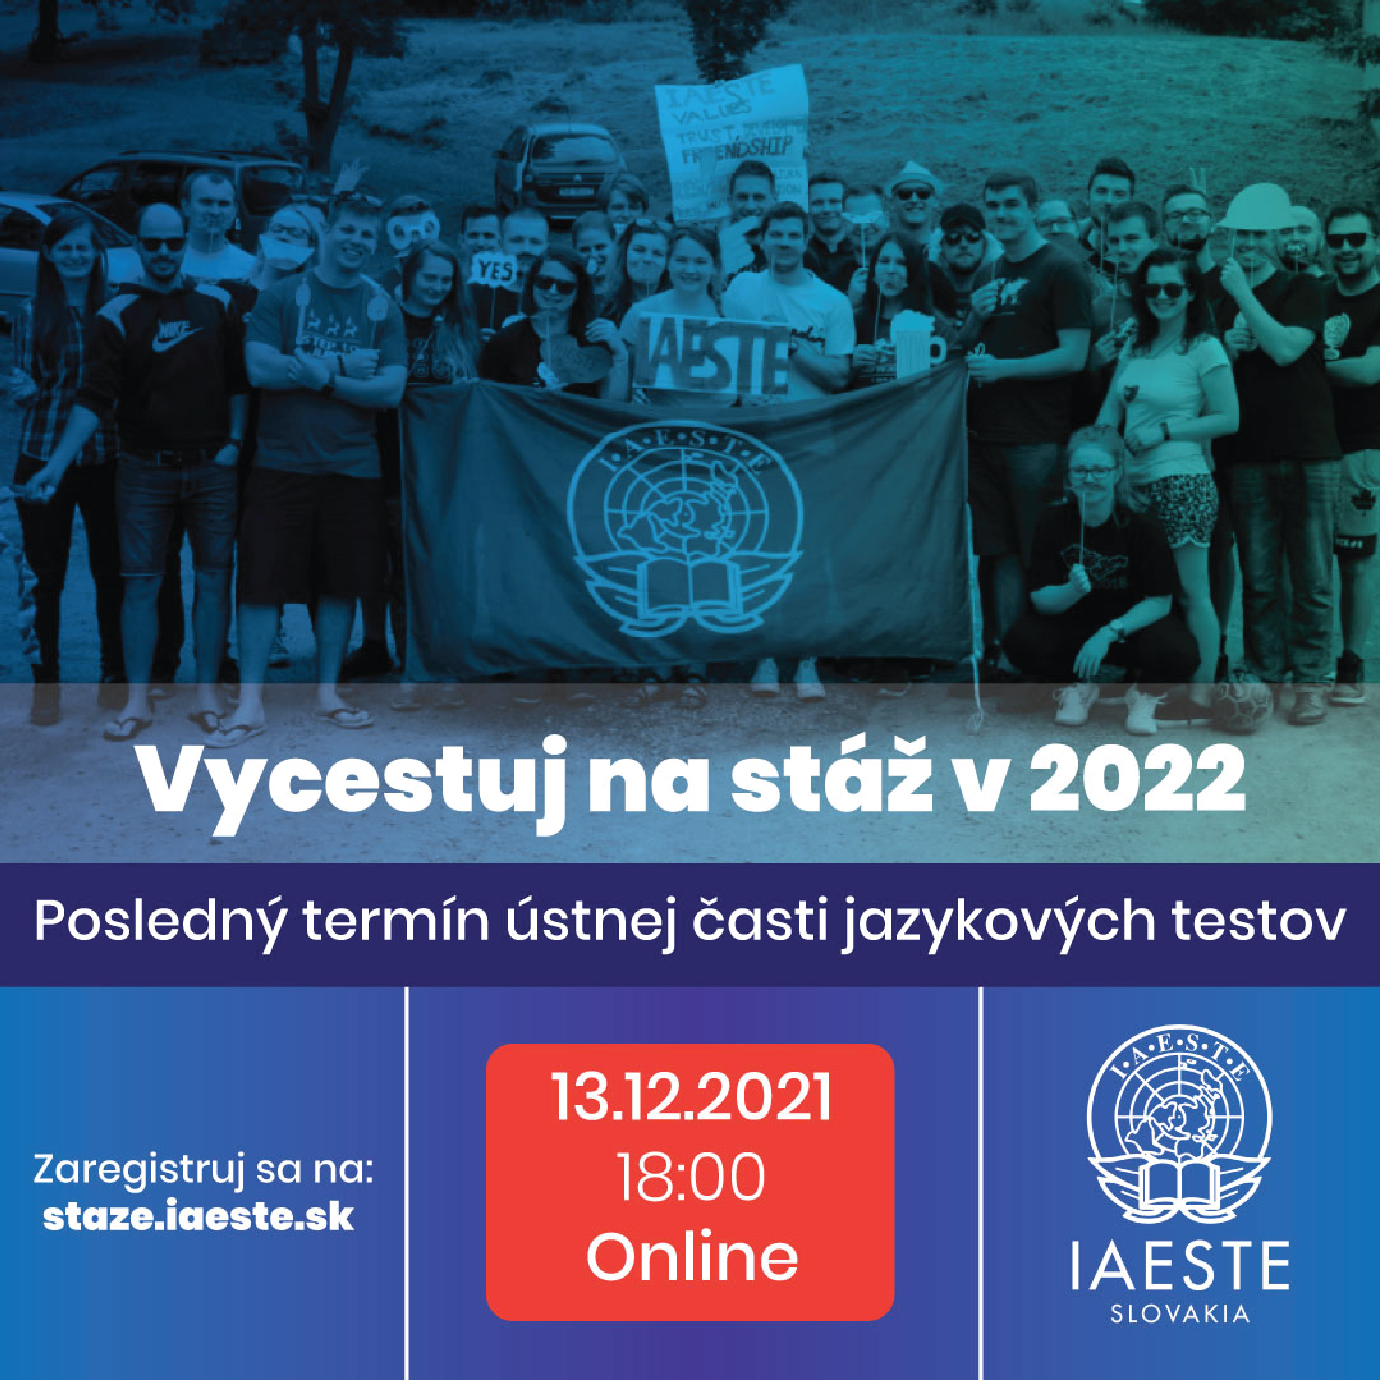 IAESTE
VALUES
TRUST
FRIENDSHIP
YES
NIKE
IAESTE
I.A.E.S.T.E
Vycestuj na stáž v 2022
Posledný termín ústnej časti jazykových testov
Zaregistruj sa na:
staze.iaeste.sk
13.12.2021
18:00
Online
I.A.E.S.T.E
IAESTE
SLOVAKIA